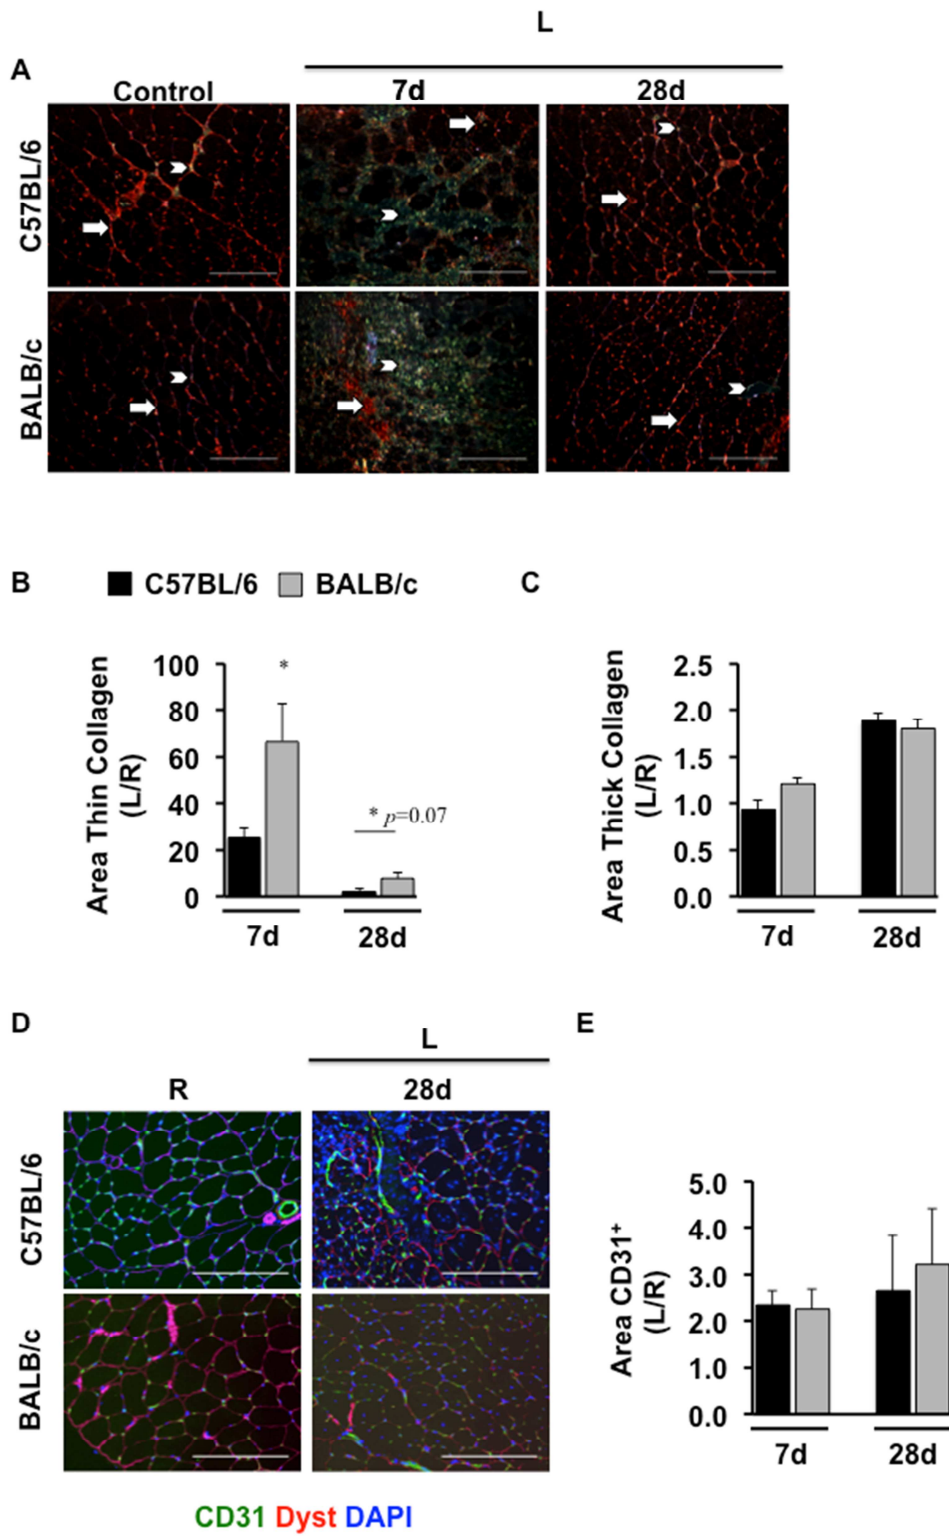 L
A
Control 7d 28d
C57BL/6
BALB/c
B C57BL/6 BALB/c C
Area Thin Collagen
(L/R)
100
80
60
40
20
0
*
* p=0.07
7d 28d
Area Thick Collagen
(L/R)
2.5
2.0
1.5
1.0
0.5
0.0
7d 28d
D
L
R 28d
C57BL/6
BALB/c
CD31 Dyst DAPI
E
Area CD31+
(L/R)
5.0
4.0
3.0
2.0
1.0
0.0
7d 28d